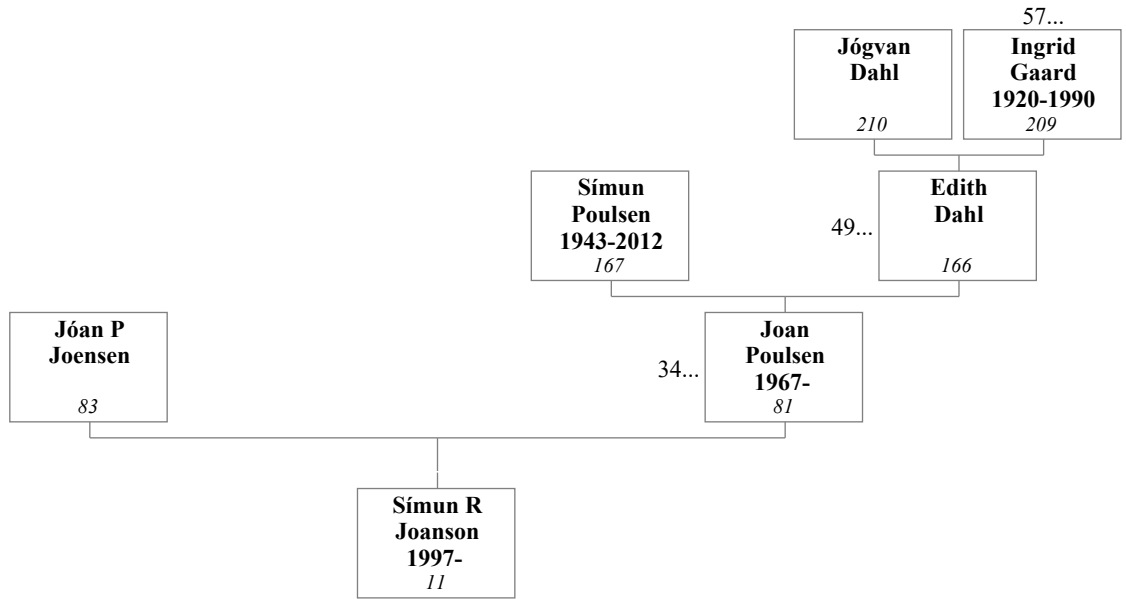 57...
Jógvan
Dahl
210
Ingrid
Gaard
1920-1990
209
Símun
Poulsen
1943-2012
167
49...
Edith
Dahl
166
Jóan P
Joensen
83
34...
Joan
Poulsen
1967-
81
Símun R
Joanson
1997-
11